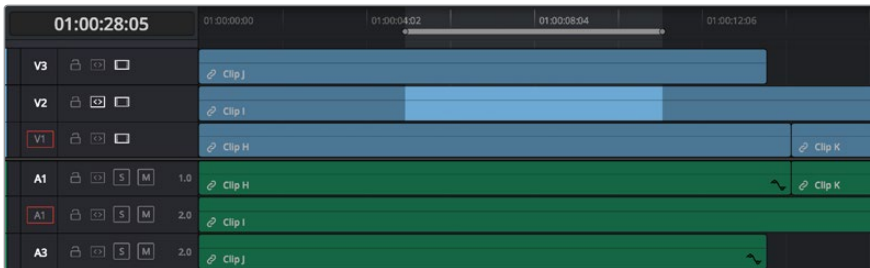 01:00:28:05 01:00:00:00 01:00:04:02 01:00:08:04 01:00:12:06
V3 Clip J
V2 Clip I
V1 Clip H Clip K
A1 S M 1.0 Clip H Clip K
A1 S M 2.0 Clip I
A3 S M 2.0 Clip J